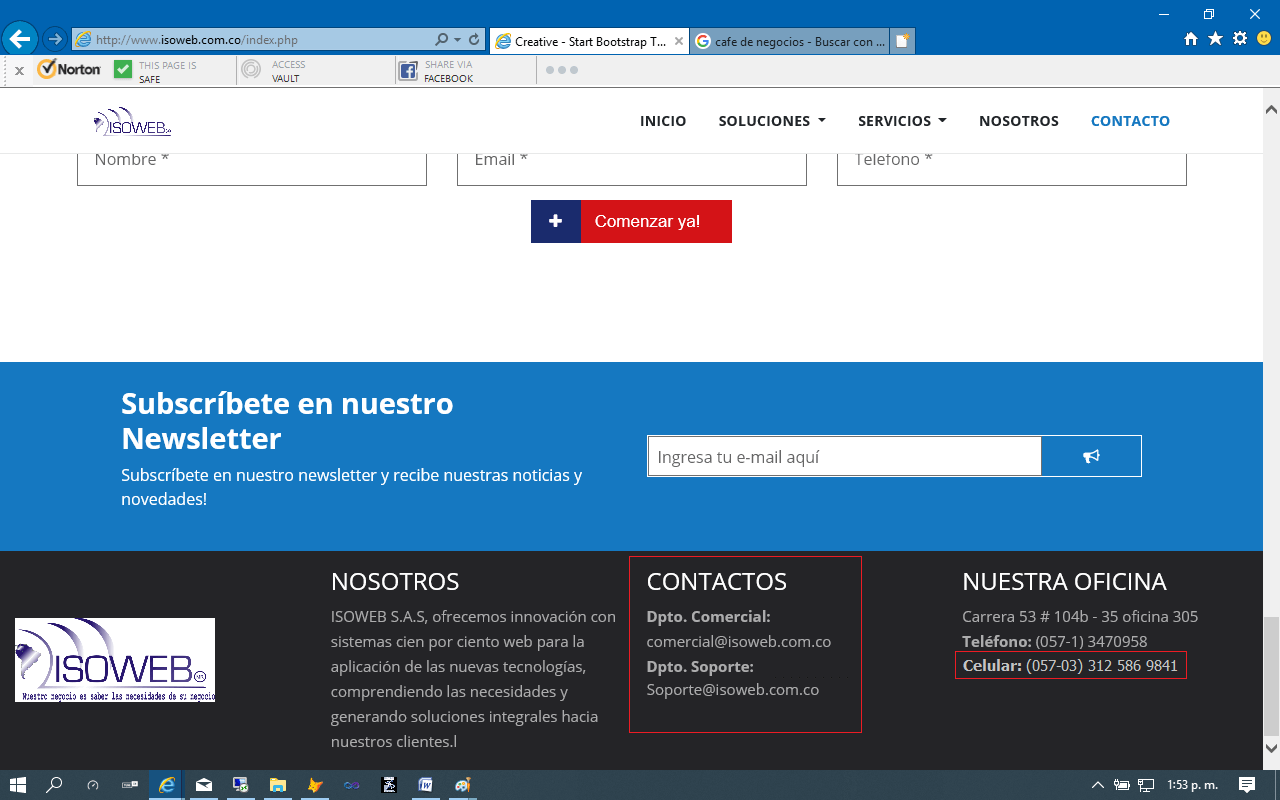 http://www.isoweb.com.co/index.php
Creative - Start Bootstrap T...
cafe de negocios - Buscar con ...
Norton
THIS PAGE IS
SAFE
ACCESS
VAULT
SHARE VIA
FACEBOOK
ISOWEB
INICIO
SOLUCIONES
SERVICIOS
NOSOTROS
CONTACTO
Nombre *
Email *
Telefono *
Comenzar ya!
Subscríbete en nuestro
Newsletter
Subscríbete en nuestro newsletter y recibe nuestras noticias y
novedades!
Ingresa tu e-mail aquí
ISOWEB
Nuestro negocio es saber las necesidades de su negocio
NOSOTROS
ISOWEB S.A.S, ofrecemos innovación con
sistemas cien por ciento web para la
aplicación de las nuevas tecnologías,
comprendiendo las necesidades y
generando soluciones integrales hacia
nuestros clientes.l
CONTACTOS
Dpto. Comercial:
comercial@isoweb.com.co
Dpto. Soporte:
Soporte@isoweb.com.co
NUESTRA OFICINA
Carrera 53 # 104b - 35 oficina 305
Teléfono: (057-1) 3470958
Celular: (057-03) 312 586 9841
1:53 p. m.